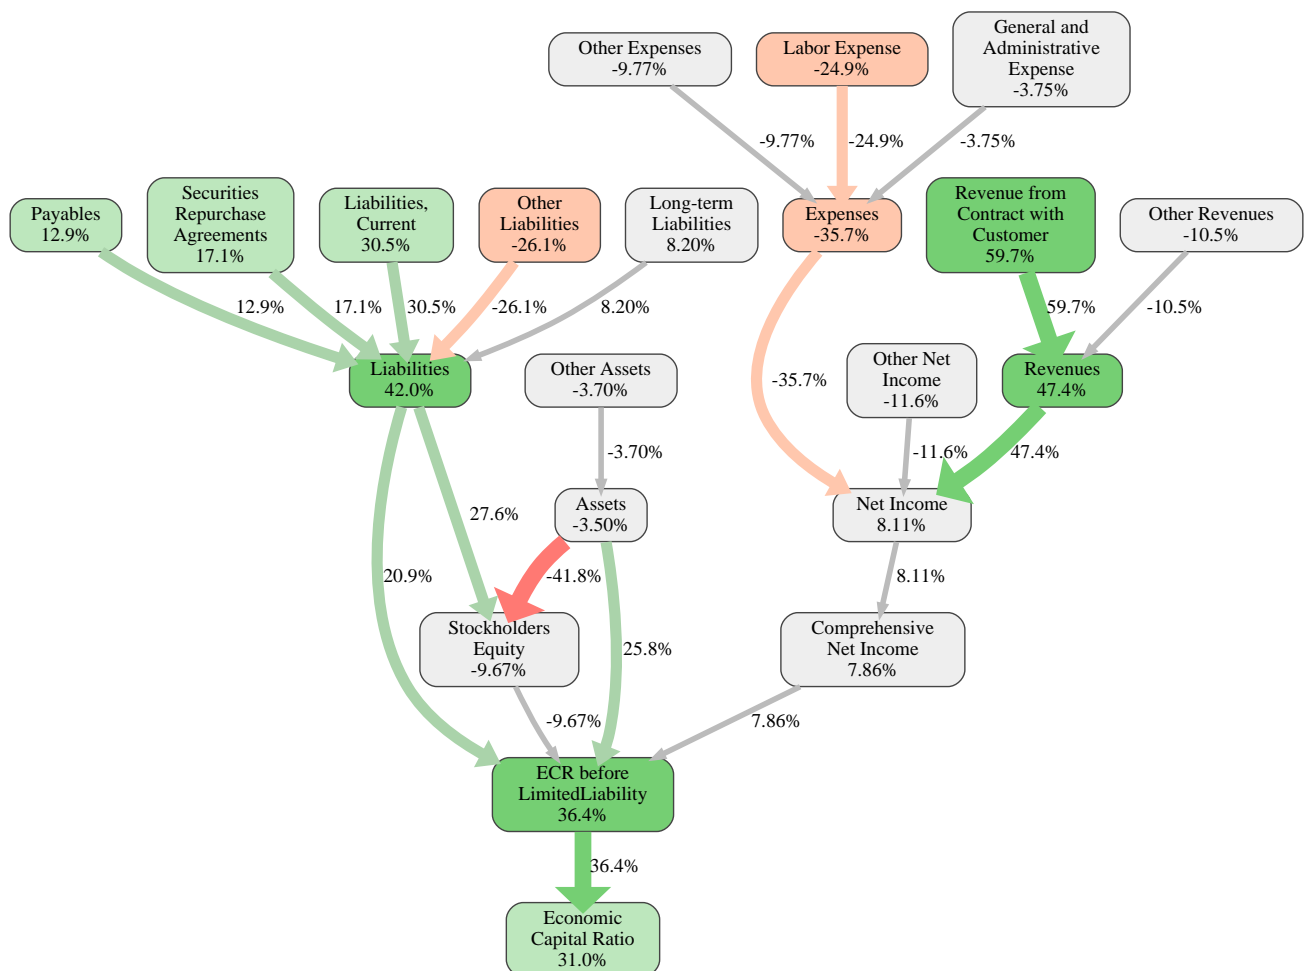 Other Expenses
-9.77%
Labor Expense
-24.9%
General and
Administrative
Expense
-3.75%
-9.77%
-24.9%
-3.75%
Payables
12.9%
Securities
Repurchase
Agreements
17.1%
Liabilities,
Current
30.5%
Other
Liabilities
-26.1%
Long-term
Liabilities
8.20%
Expenses
-35.7%
Revenue from
Contract with
Customer
59.7%
Other Revenues
-10.5%
12.9%
17.1%
30.5%
-26.1%
8.20%
59.7%
-10.5%
Liabilities
42.0%
Other Assets
-3.70%
-35.7%
Other Net
Income
-11.6%
Revenues
47.4%
-3.70%
-11.6%
47.4%
27.6%
Assets
-3.50%
Net Income
8.11%
20.9%
-41.8%
8.11%
Stockholders
Equity
-9.67%
25.8%
Comprehensive
Net Income
7.86%
-9.67%
7.86%
ECR before
LimitedLiability
36.4%
36.4%
Economic
Capital Ratio
31.0%